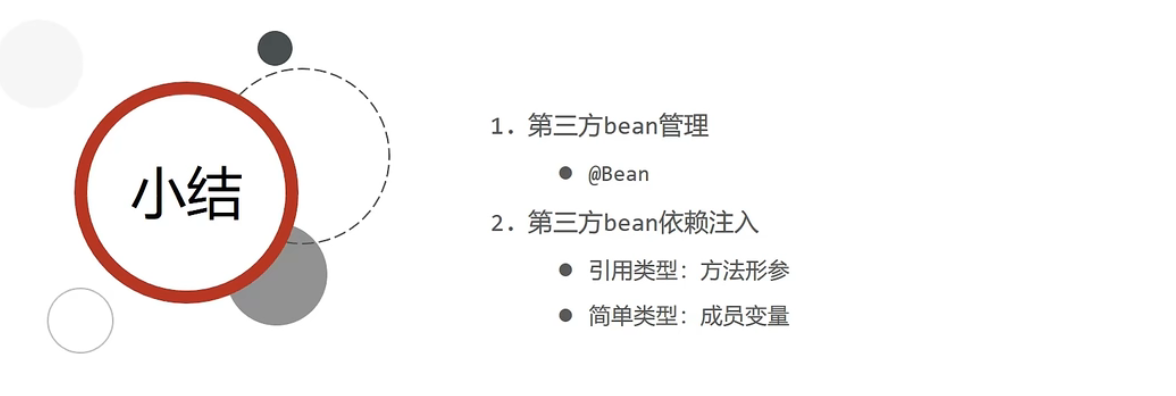 小结
1. 第三方bean管理
● @Bean
2. 第三方bean依赖注入
● 引用类型：方法形参
● 简单类型：成员变量